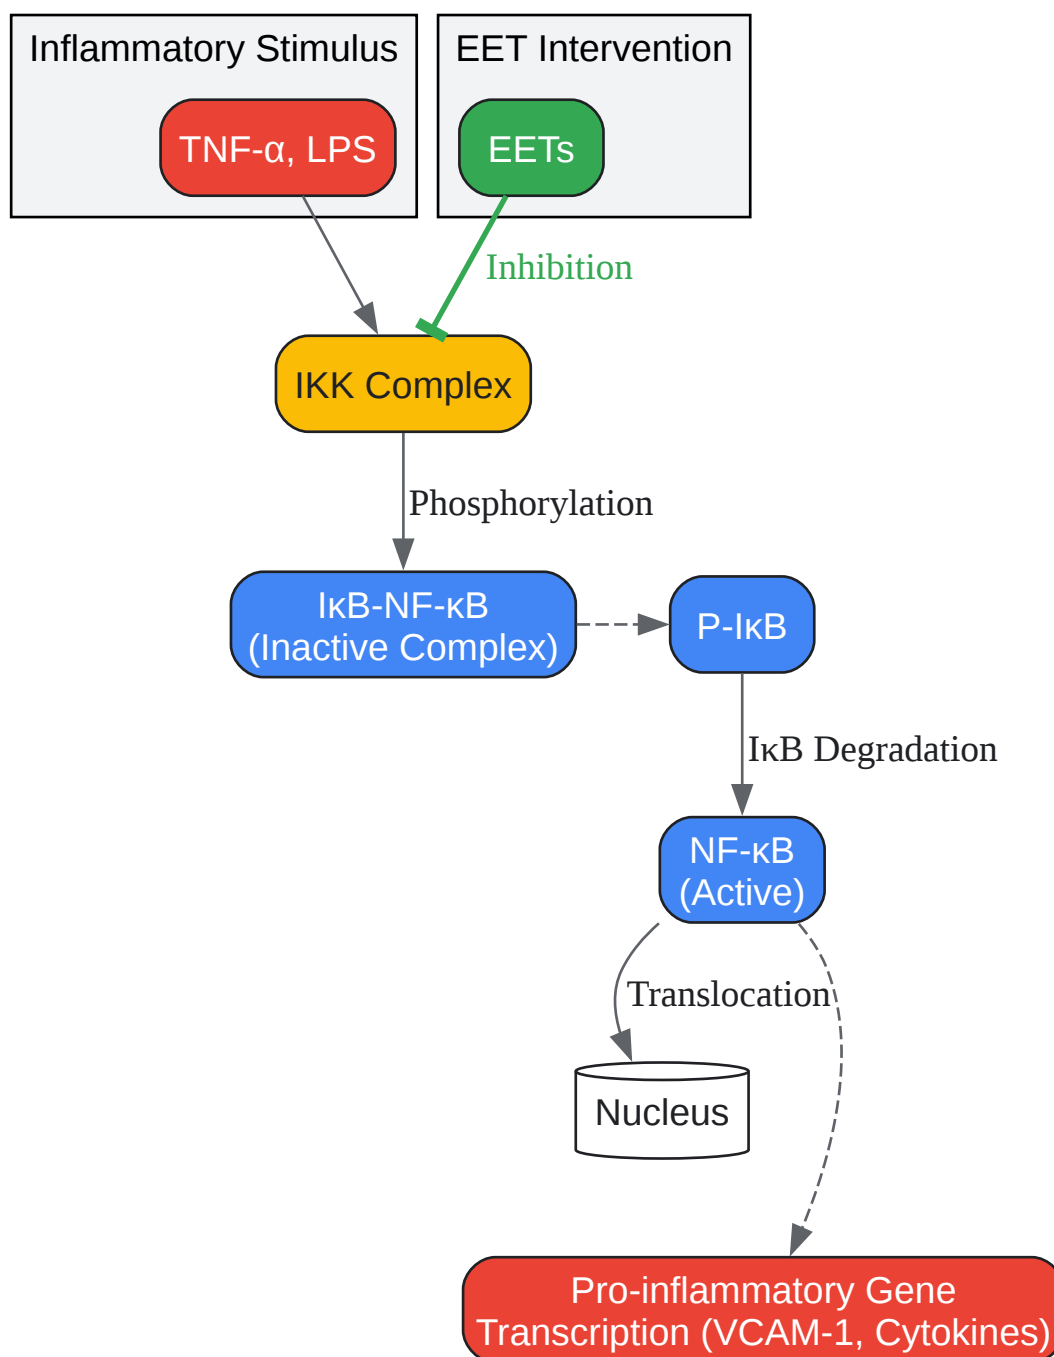 Inflammatory Stimulus
EET Intervention
TNF-α, LPS
EETs
Inhibition
IKK Complex
Phosphorylation
IκB-NF-κB
(Inactive Complex)
P-IκB
IκB Degradation
NF-κB
(Active)
Translocation
Nucleus
Pro-inflammatory Gene
Transcription (VCAM-1, Cytokines)